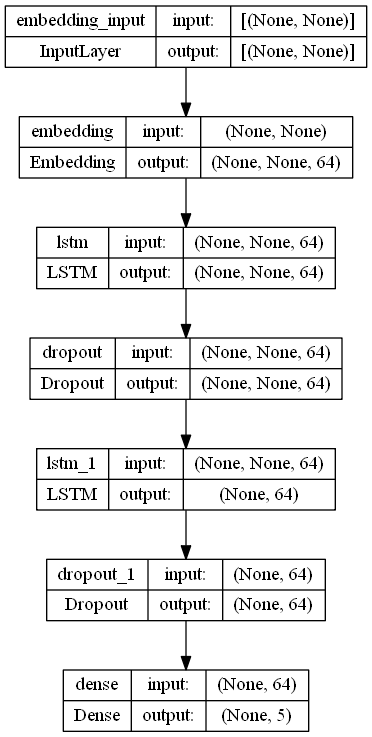 embedding_input input: [(None, None)]
InputLayer output: [(None, None)]
embedding input: (None, None)
Embedding output: (None, None, 64)
lstm input: (None, None, 64)
LSTM output: (None, None, 64)
dropout input: (None, None, 64)
Dropout output: (None, None, 64)
lstm_1 input: (None, None, 64)
LSTM output: (None, 64)
dropout_1 input: (None, 64)
Dropout output: (None, 64)
dense input: (None, 64)
Dense output: (None, 5)